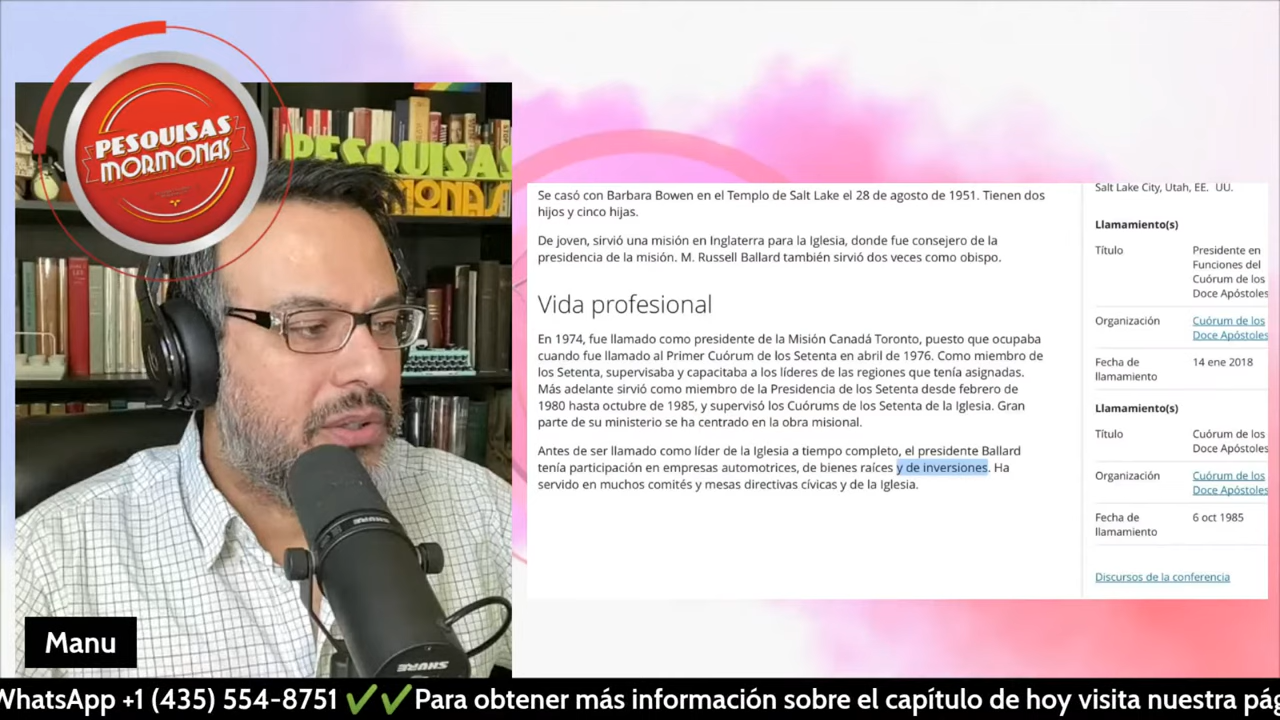 PESQUISAS
MORMONAS
PESQUISAS
MONAS
Manu
SHURE
SHURE
Se casó con Barbara Bowen en el Templo de Salt Lake el 28 de agosto de 1951. Tienen dos
hijos y cinco hijas.
De joven, sirvió una misión en Inglaterra para la Iglesia, donde fue consejero de la
presidencia de la misión. M. Russell Ballard también sirvió dos veces como obispo.
Vida profesional
En 1974, fue llamado como presidente de la Misión Canadá Toronto, puesto que ocupaba
cuando fue llamado al Primer Cuórum de los Setenta en abril de 1976. Como miembro de
los Setenta, supervisaba y capacitaba a los líderes de las regiones que tenía asignadas.
Más adelante sirvió como miembro de la Presidencia de los Setenta desde febrero de
1980 hasta octubre de 1985, y supervisó los Cuórums de los Setenta de la Iglesia. Gran
parte de su ministerio se ha centrado en la obra misional.
Antes de ser llamado como líder de la Iglesia a tiempo completo, el presidente Ballard
tenía participación en empresas automotrices, de bienes raíces y de inversiones. Ha
servido en muchos comités y mesas directivas cívicas y de la Iglesia.
Salt Lake City, Utah, EE. UU.
Llamamiento(s)
Título
Presidente en
Funciones del
Cuórum de los
Doce Apóstoles
Organización
Cuórum de los
Doce Apóstoles
Fecha de
llamamiento
14 ene 2018
Llamamiento(s)
Título
Cuórum de los
Doce Apóstoles
Organización
Cuórum de los
Doce Apóstoles
Fecha de
llamamiento
6 oct 1985
Discursos de la conferencia
WhatsApp +1 (435) 554-8751 ✔✔Para obtener más información sobre el capítulo de hoy visita nuestra pág